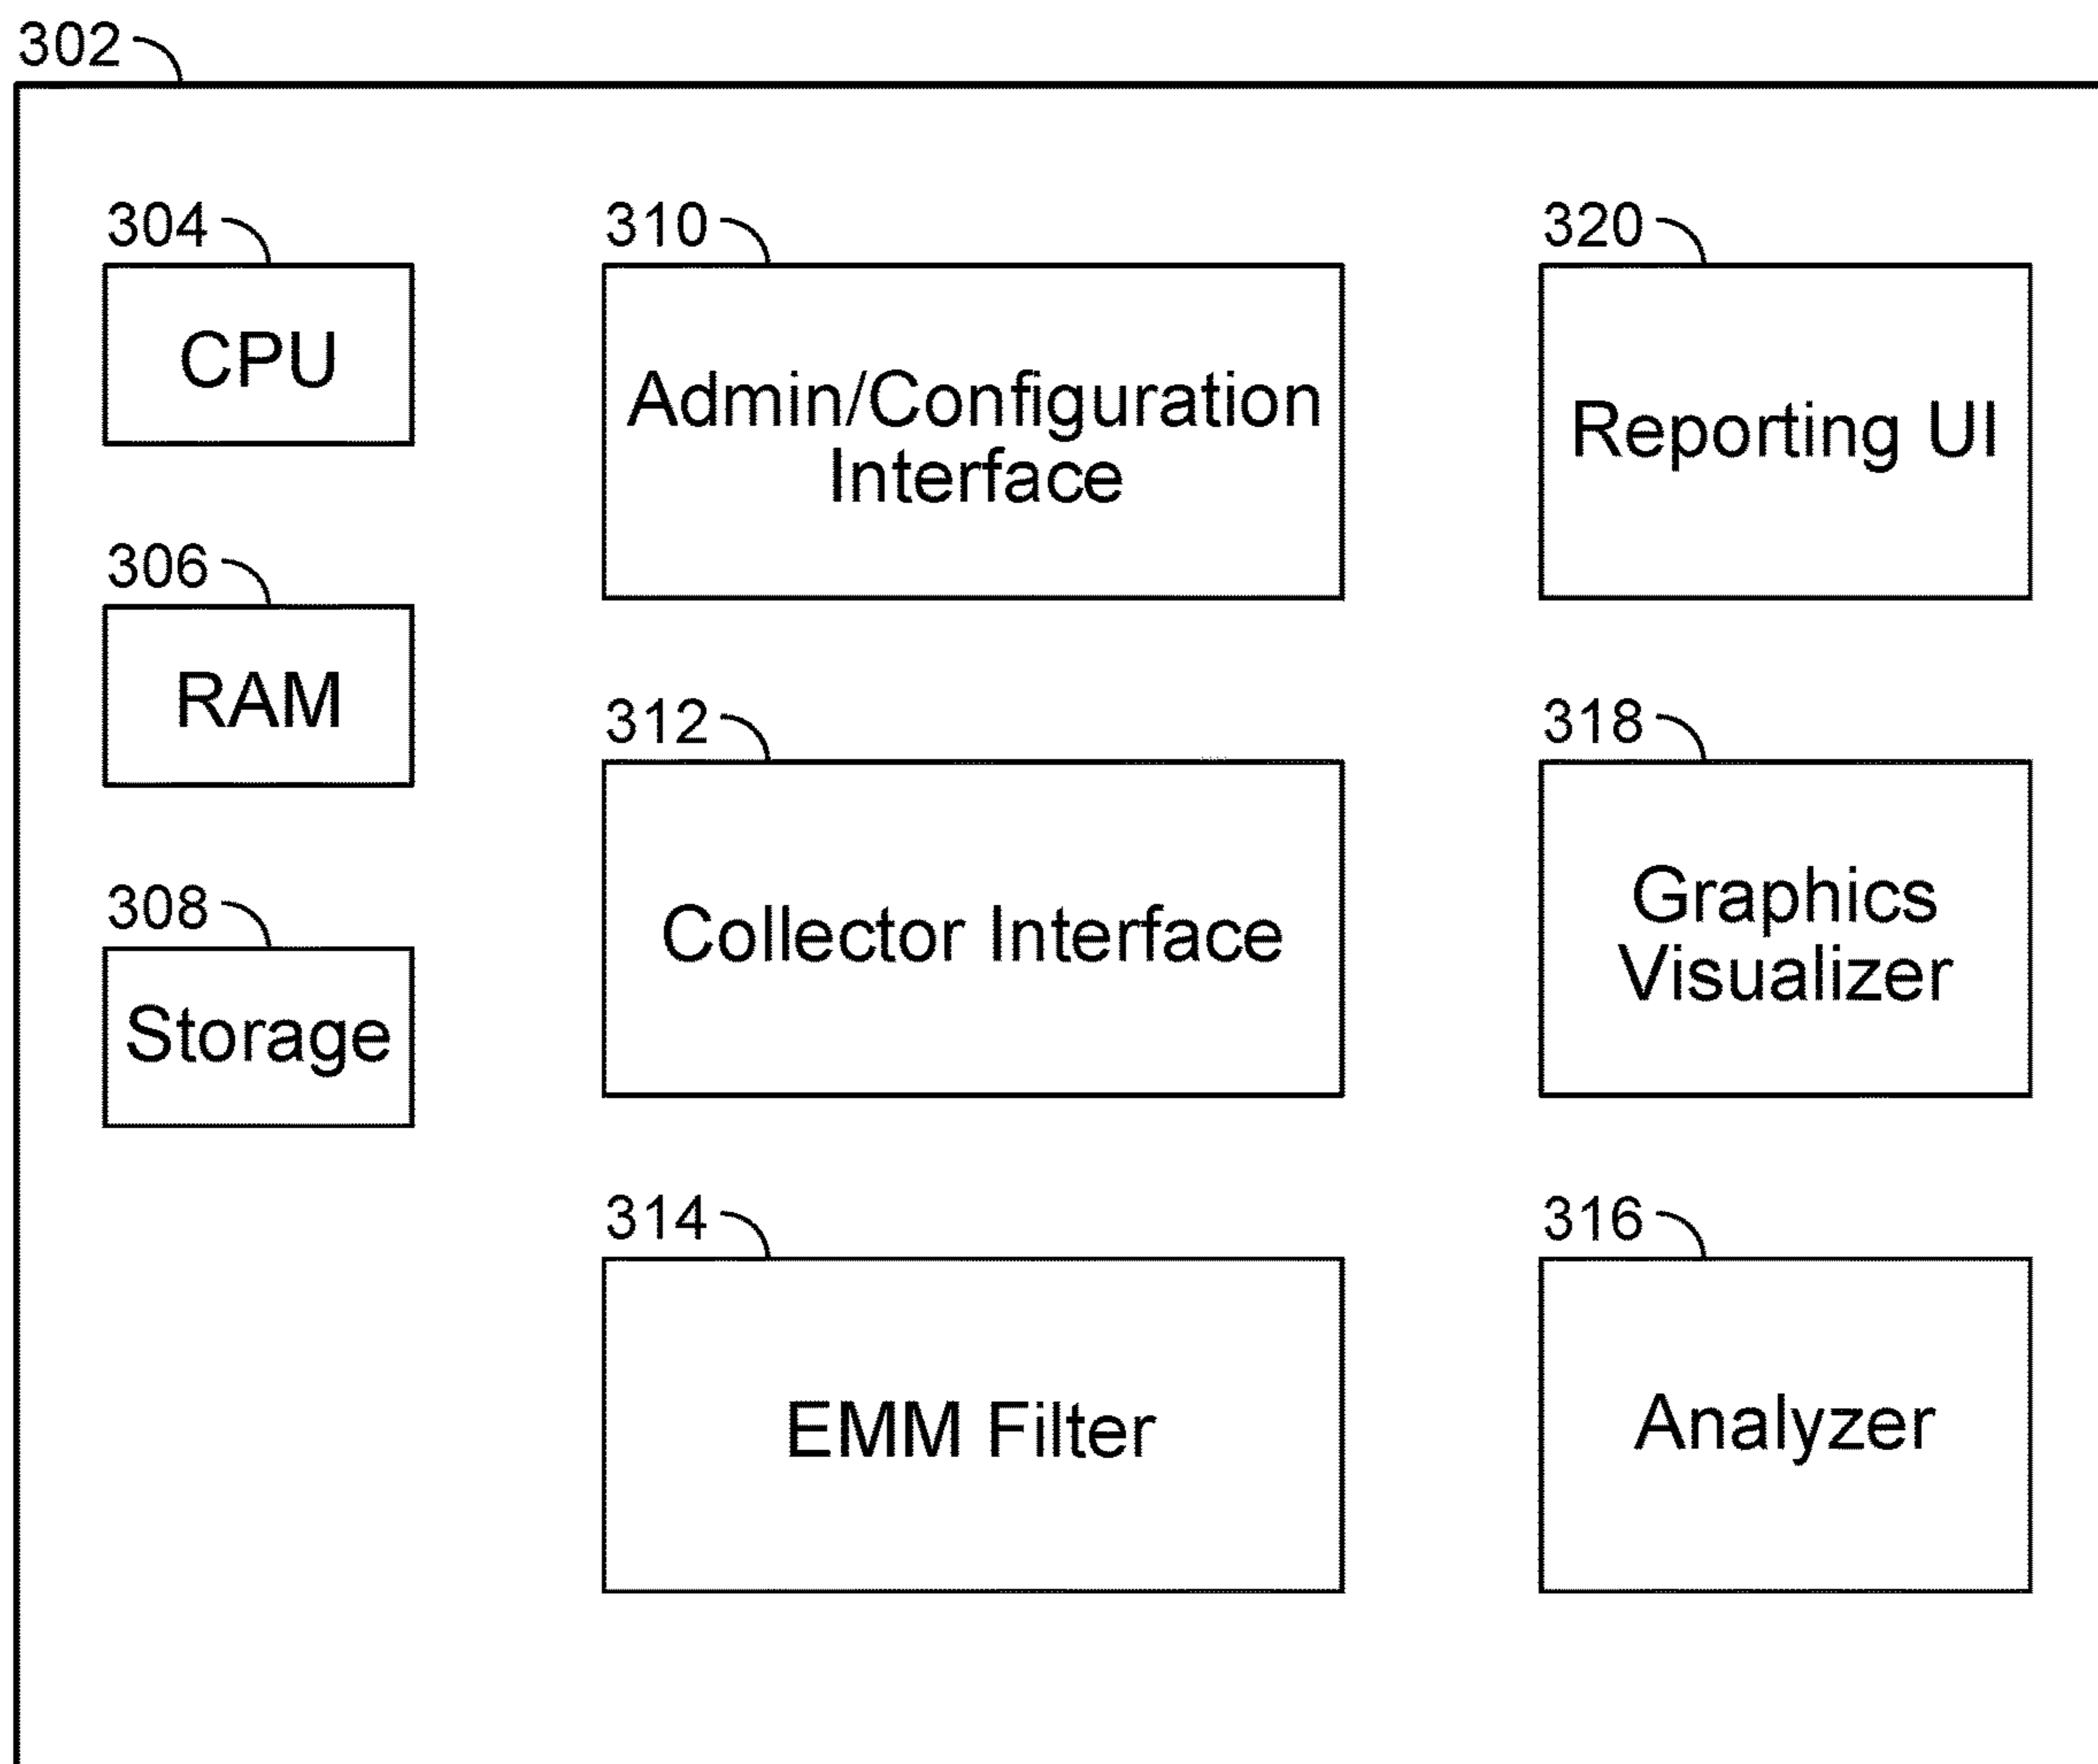 302
304
CPU
306
RAM
308
Storage
310
Admin/Configuration
Interface
312
Collector Interface
314
EMM Filter
320
Reporting UI
318
Graphics
Visualizer
316
Analyzer